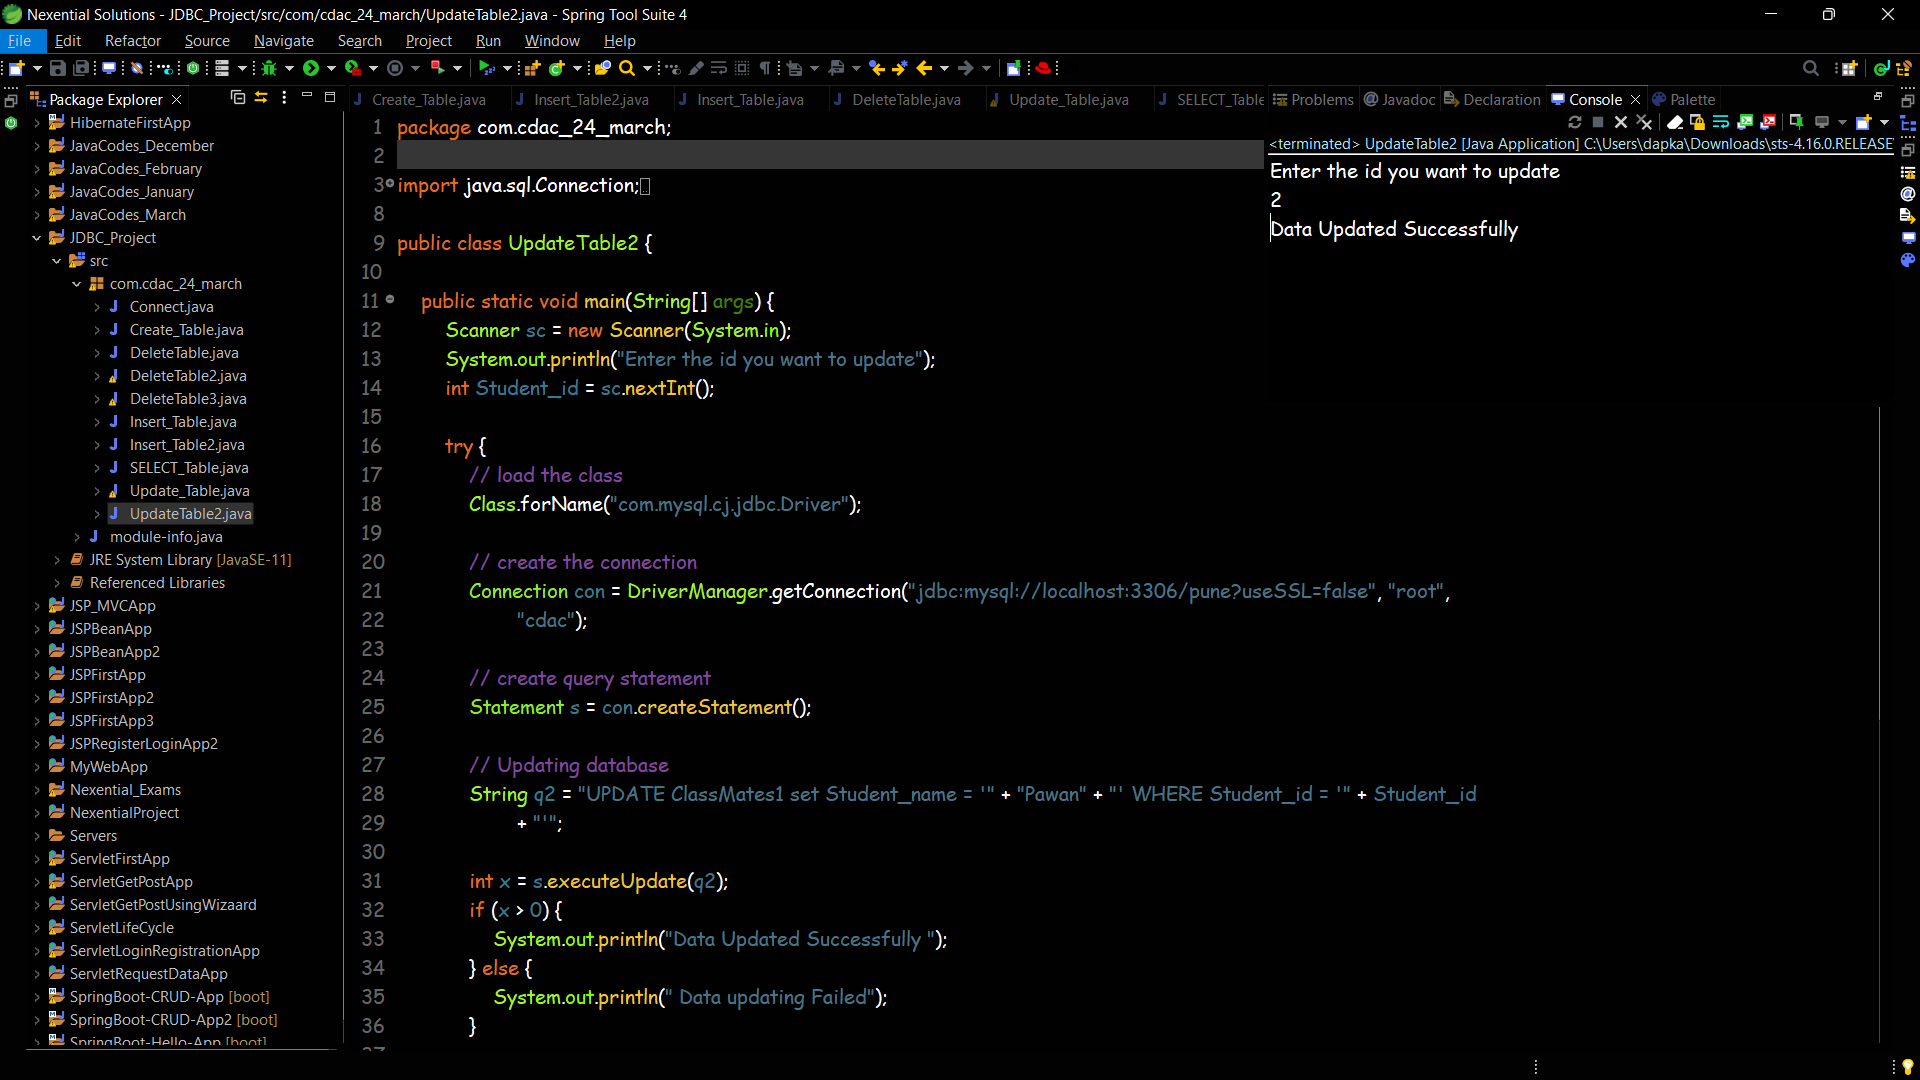 Nexential Solutions - JDBC_Project/src/com/cdac_24_march/UpdateTable2.java - Spring Tool Suite 4
File Edit Refactor Source Navigate Search Project Run Window Help
Package Explorer
HibernateFirstApp
JavaCodes_December
JavaCodes_February
JavaCodes_January
JavaCodes_March
JDBC_Project
src
com.cdac_24_march
Connect.java
Create_Table.java
DeleteTable.java
DeleteTable2.java
DeleteTable3.java
Insert_Table.java
Insert_Table2.java
SELECT_Table.java
Update_Table.java
UpdateTable2.java
module-info.java
JRE System Library [JavaSE-11]
Referenced Libraries
JSP_MVCApp
JSPBeanApp
JSPBeanApp2
JSPFirstApp
JSPFirstApp2
JSPFirstApp3
JSPRegisterLoginApp2
MyWebApp
Nexential_Exams
NexentialProject
Servers
ServletFirstApp
ServletGetPostApp
ServletGetPostUsingWizaard
ServletLifeCycle
ServletLoginRegistrationApp
ServletRequestDataApp
SpringBoot-CRUD-App [boot]
SpringBoot-CRUD-App2 [boot]
SpringBoot-Hello-App [boot]
Create_Table.java Insert_Table2.java Insert_Table.java DeleteTable.java Update_Table.java SELECT_Table
1 package com.cdac_24_march;
2
3 import java.sql.Connection;
8
9 public class UpdateTable2 {
10
11 public static void main(String[] args) {
12 Scanner sc = new Scanner(System.in);
13 System.out.println("Enter the id you want to update");
14 int Student_id = sc.nextInt();
15
16 try {
17 // load the class
18 Class.forName("com.mysql.cj.jdbc.Driver");
19
20 // create the connection
21 Connection con = DriverManager.getConnection("jdbc:mysql://localhost:3306/pune?useSSL=false", "root",
22 "cdac");
23
24 // create query statement
25 Statement s = con.createStatement();
26
27 // Updating database
28 String q2 = "UPDATE ClassMates1 set Student_name = '" + "Pawan" + "' WHERE Student_id = '" + Student_id
29 + "'";
30
31 int x = s.executeUpdate(q2);
32 if (x > 0) {
33 System.out.println("Data Updated Successfully ");
34 } else {
35 System.out.println(" Data updating Failed");
36 }
Problems Javadoc Declaration Console Palette
<terminated> UpdateTable2 [Java Application] C:\Users\dapka\Downloads\sts-4.16.0.RELEASE
Enter the id you want to update
2
Data Updated Successfully